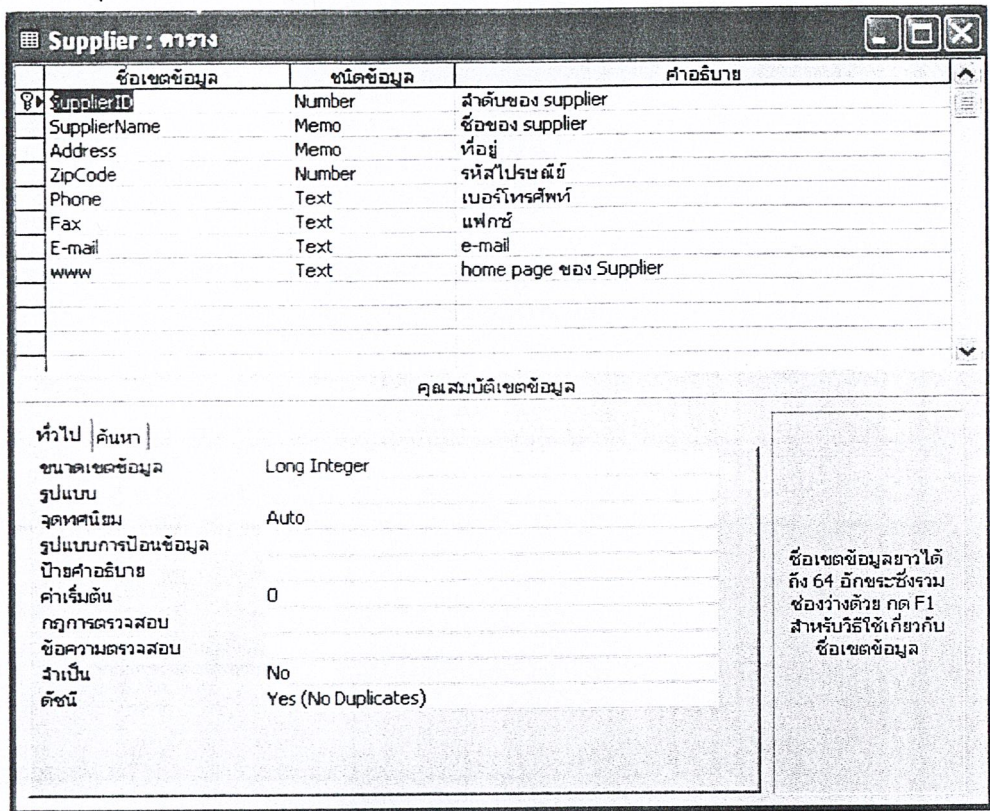 Supplier : ตาราง
ชื่อเขตข้อมูล ชนิดข้อมูล คำอธิบาย
SupplierID Number ลำดับของ supplier
SupplierName Memo ชื่อของ supplier
Address Memo ที่อยู่
ZipCode Number รหัสไปรษณีย์
Phone Text เบอร์โทรศัพท์
Fax Text แฟกซ์
E-mail Text e-mail
www Text home page ของ Supplier
คุณสมบัติเขตข้อมูล
ทั่วไป ค้นหา
ขนาดเขตข้อมูล Long Integer
รูปแบบ
จุดทศนิยม Auto
รูปแบบการป้อนข้อมูล
ป้ายคำอธิบาย
ค่าเริ่มต้น 0
กฎการตรวจสอบ
ข้อความตรวจสอบ
จำเป็น No
ดัชนี Yes (No Duplicates)
ชื่อเขตข้อมูลยาวได้
ถึง 64 อักขระซึ่งรวม
ช่องว่างด้วย กด F1
สำหรับวิธีใช้เกี่ยวกับ
ชื่อเขตข้อมูล